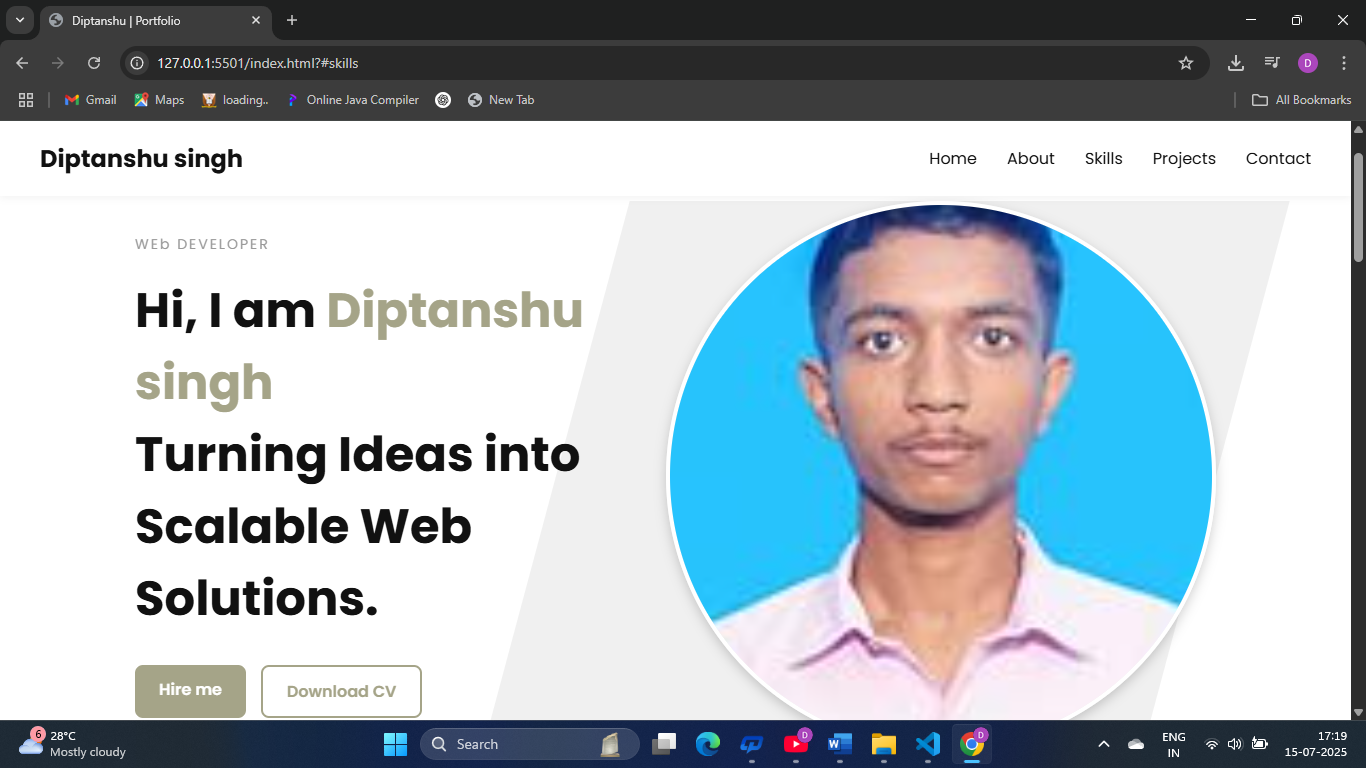 Diptanshu | Portfolio
127.0.0.1:5501/index.html?#skills
D
Gmail
Maps
loading..
Online Java Compiler
New Tab
All Bookmarks
Diptanshu singh
Home
About
Skills
Projects
Contact
WEb DEVELOPER
Hi, I am Diptanshu
singh
Turning Ideas into
Scalable Web
Solutions.
Hire me
Download CV
6
28°C
Mostly cloudy
Search
D
W
D
ENG
IN
17:19
15-07-2025